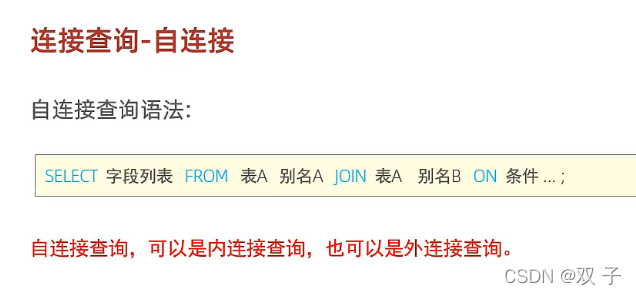 连接查询-自连接
自连接查询语法:
SELECT 字段列表 FROM 表A 别名A JOIN 表A 别名B ON 条件 ... ;
自连接查询，可以是内连接查询，也可以是外连接查询。
CSDN @双 子